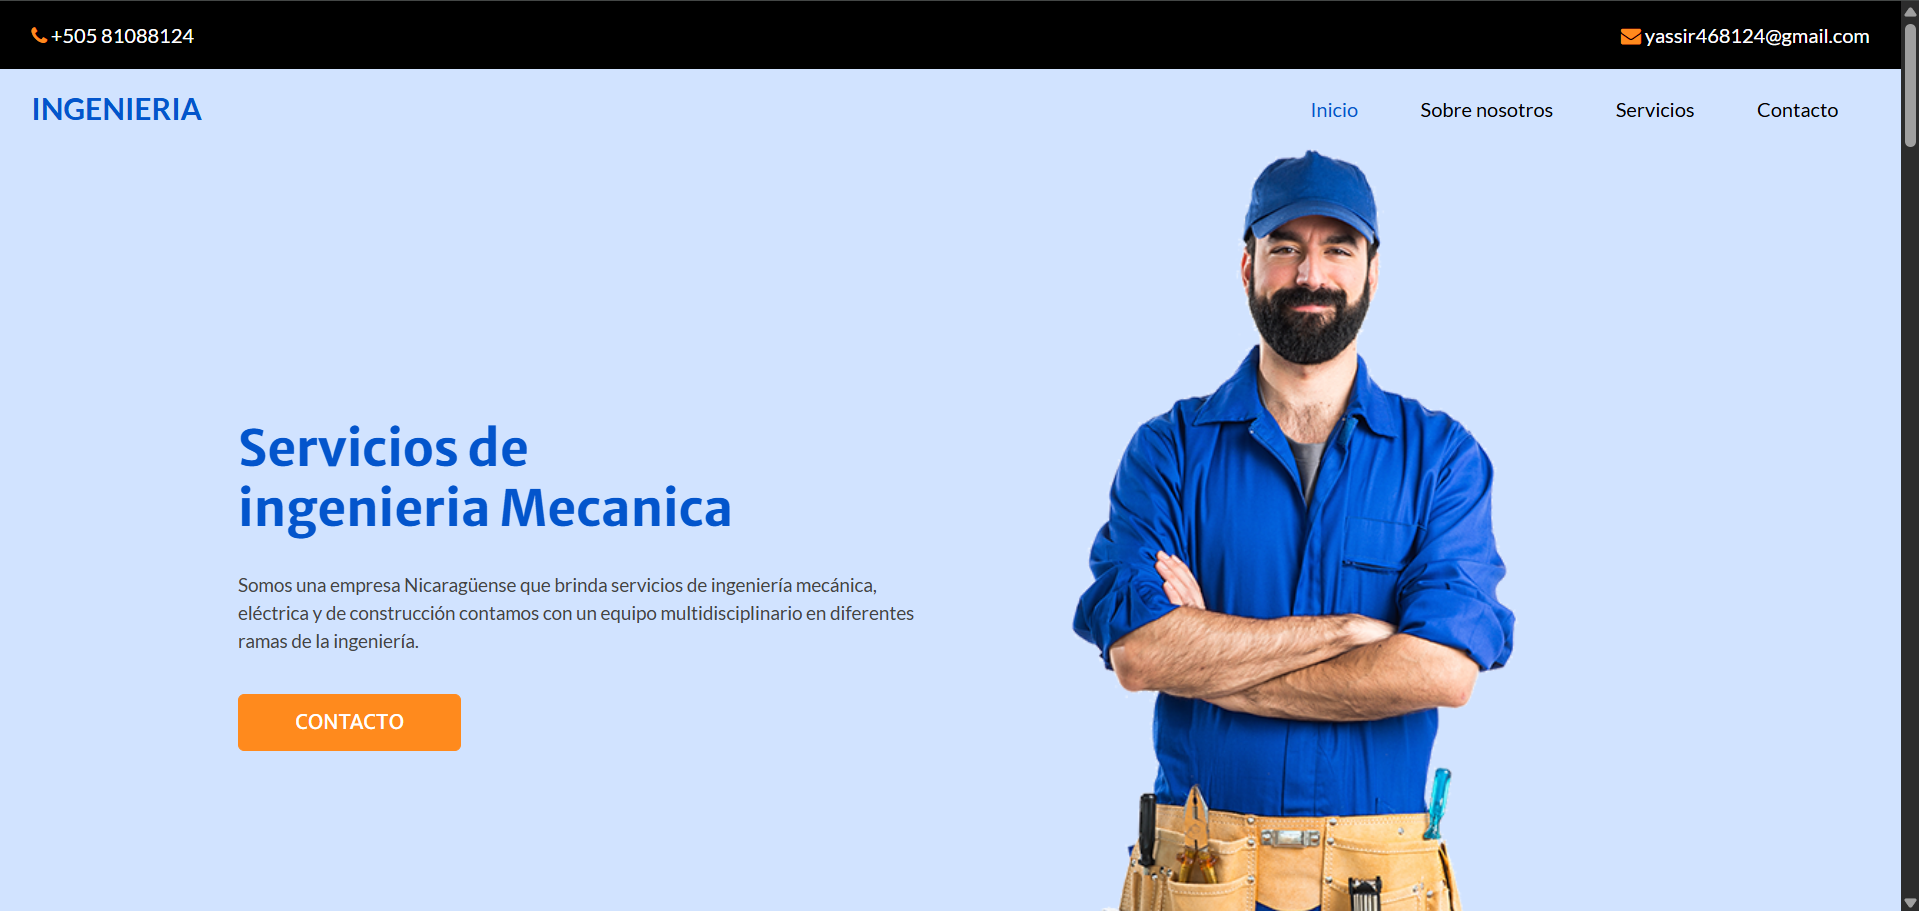 +505 81088124
yassir468124@gmail.com
INGENIERIA
Inicio
Sobre nosotros
Servicios
Contacto
Servicios de
ingenieria Mecanica
Somos una empresa Nicaragüense que brinda servicios de ingeniería mecánica,
eléctrica y de construcción contamos con un equipo multidisciplinario en diferentes
ramas de la ingeniería.
CONTACTO